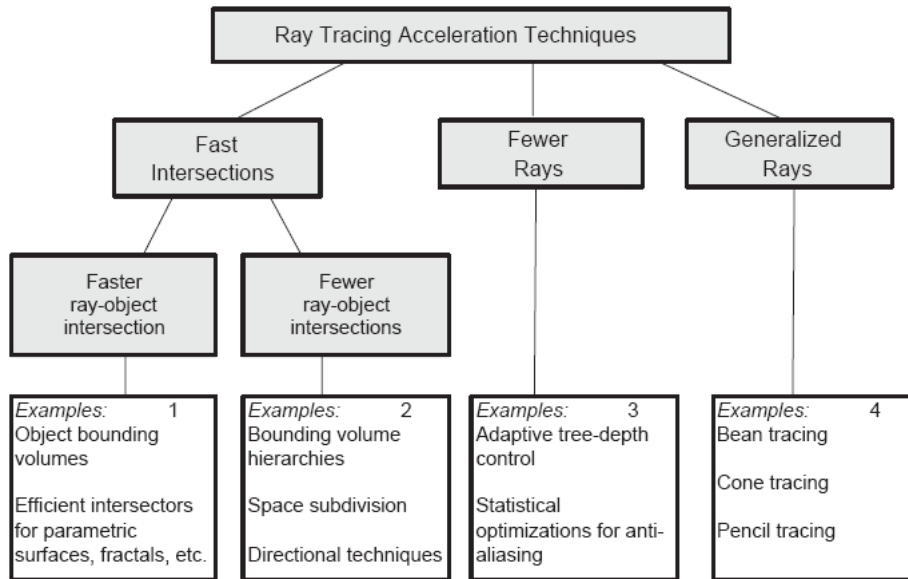 Ray Tracing Acceleration Techniques
Fast
Intersections
Fewer
Rays
Generalized
Rays
Faster
ray-object
intersection
Fewer
ray-object
intersections
Examples: 1
Object bounding
volumes
Efficient intersectors
for parametric
surfaces, fractals, etc.
Examples: 2
Bounding volume
hierarchies
Space subdivision
Directional techniques
Examples: 3
Adaptive tree-depth
control
Statistical
optimizations for anti-
aliasing
Examples: 4
Bean tracing
Cone tracing
Pencil tracing